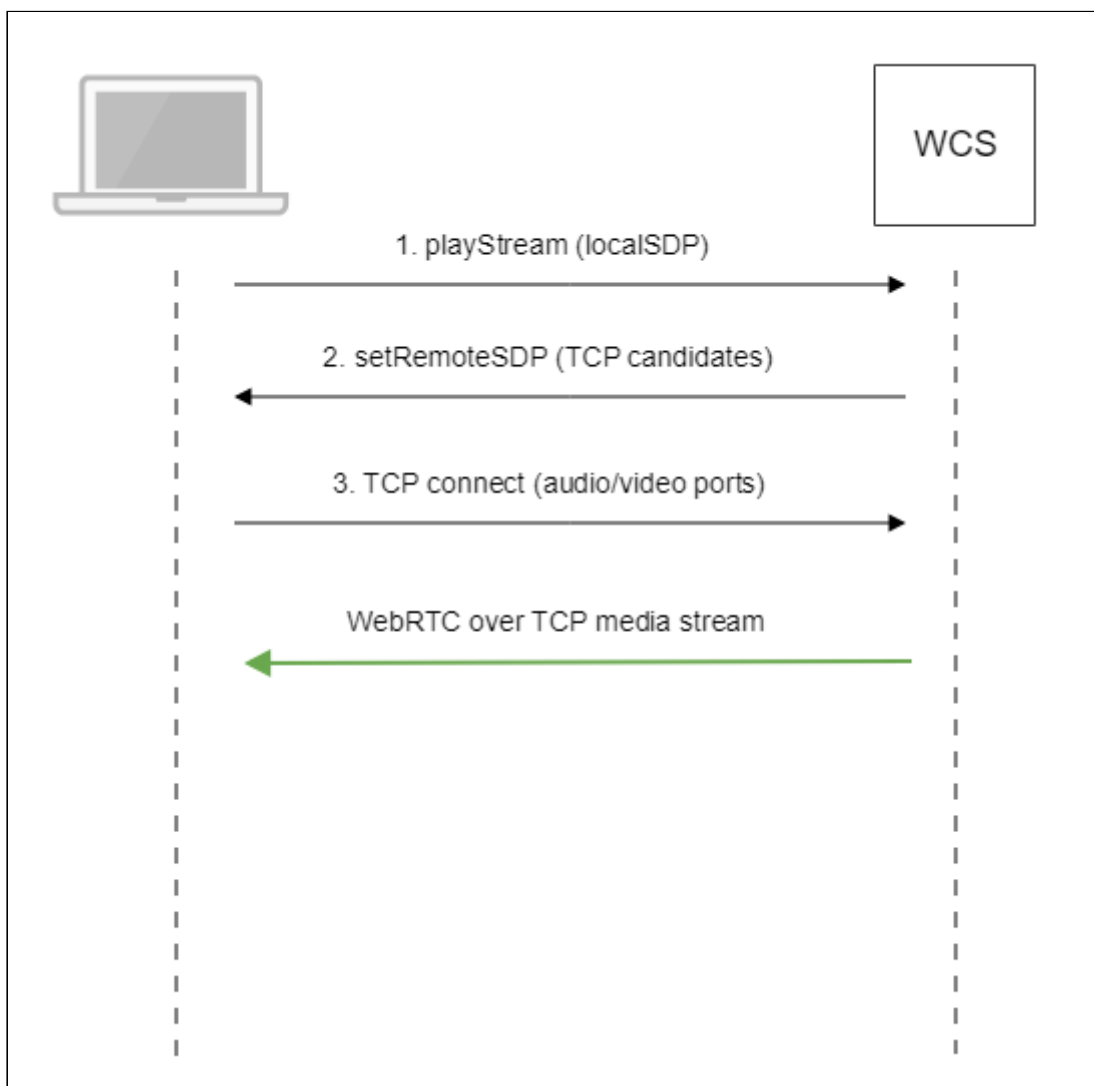 WCS
1. playStream (localSDP)
2. setRemoteSDP (TCP candidates)
3. TCP connect (audio/video ports)
WebRTC over TCP media stream